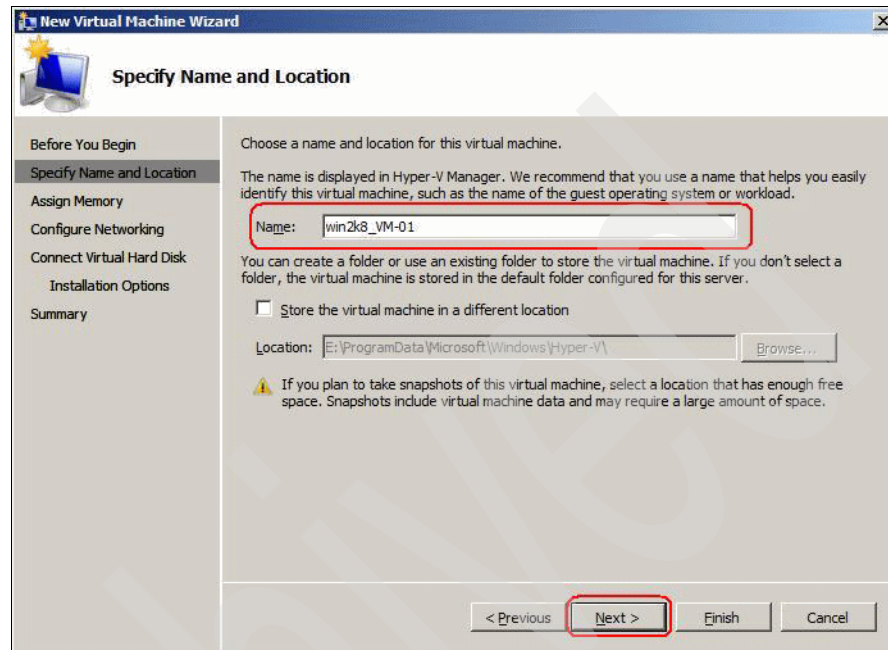 New Virtual Machine Wizard
Specify Name and Location
Before You Begin
Specify Name and Location
Assign Memory
Configure Networking
Connect Virtual Hard Disk
Installation Options
Summary
Choose a name and location for this virtual machine.
The name is displayed in Hyper-V Manager. We recommend that you use a name that helps you easily
identify this virtual machine, such as the name of the guest operating system or workload.
Name: win2k8_VM-01
You can create a folder or use an existing folder to store the virtual machine. If you don't select a
folder, the virtual machine is stored in the default folder configured for this server.
Store the virtual machine in a different location
Location: E:\ProgramData\Microsoft\Windows\Hyper-V\ Browse...
If you plan to take snapshots of this virtual machine, select a location that has enough free
space. Snapshots include virtual machine data and may require a large amount of space.
< Previous Next > Finish Cancel